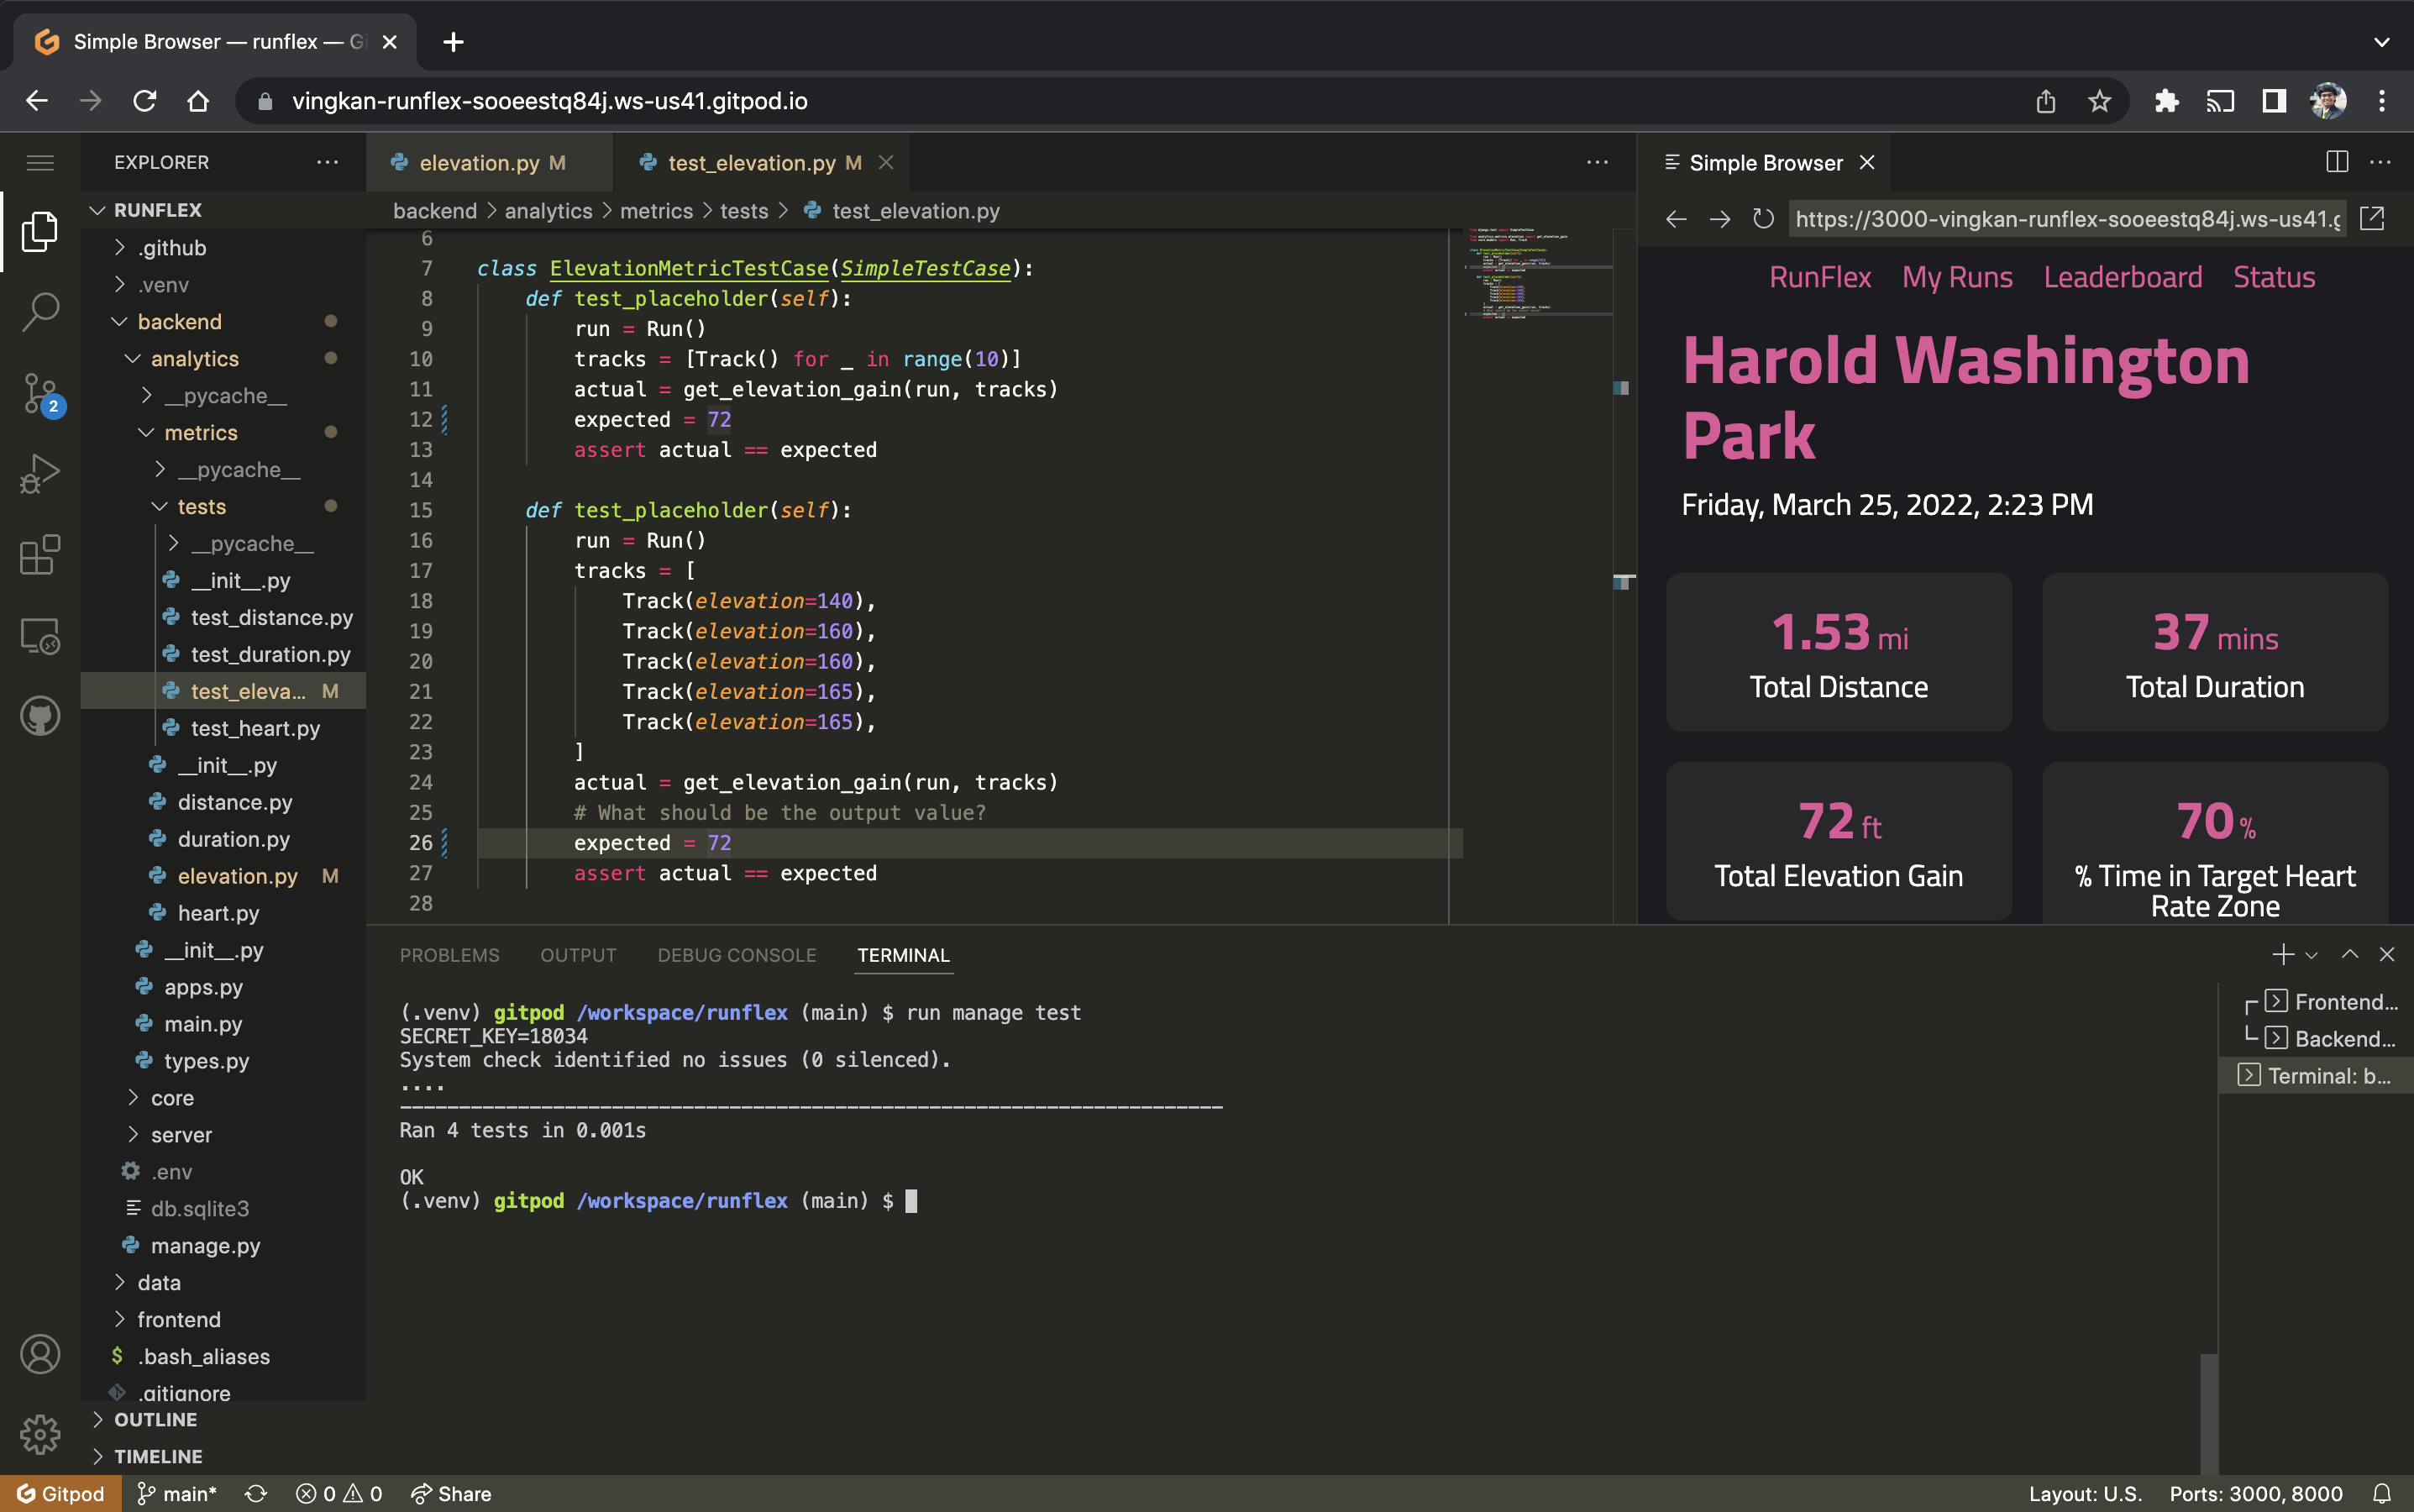 Simple Browser — runflex — Gi
vingkan-runflex-sooeestq84j.ws-us41.gitpod.io
EXPLORER
RUNFLEX
.github
.venv
backend
analytics
__pycache__
metrics
__pycache__
tests
__pycache__
__init__.py
test_distance.py
test_duration.py
test_eleva... M
test_heart.py
__init__.py
distance.py
duration.py
elevation.py M
heart.py
__init__.py
apps.py
main.py
types.py
core
server
.env
db.sqlite3
manage.py
data
frontend
$ .bash_aliases
.gitignore
OUTLINE
TIMELINE
2
elevation.py M
test_elevation.py M
backend > analytics > metrics > tests > test_elevation.py
6
7 class ElevationMetricTestCase(SimpleTestCase):
8 def test_placeholder(self):
9 run = Run()
10 tracks = [Track() for _ in range(10)]
11 actual = get_elevation_gain(run, tracks)
12 expected = 72
13 assert actual == expected
14
15 def test_placeholder(self):
16 run = Run()
17 tracks = [
18 Track(elevation=140),
19 Track(elevation=160),
20 Track(elevation=160),
21 Track(elevation=165),
22 Track(elevation=165),
23 ]
24 actual = get_elevation_gain(run, tracks)
25 # What should be the output value?
26 expected = 72
27 assert actual == expected
28
Simple Browser
https://3000-vingkan-runflex-sooeestq84j.ws-us41.g
RunFlex My Runs Leaderboard Status
Harold Washington
Park
Friday, March 25, 2022, 2:23 PM
1.53 mi
Total Distance
37 mins
Total Duration
72 ft
Total Elevation Gain
70 %
% Time in Target Heart
Rate Zone
PROBLEMS OUTPUT DEBUG CONSOLE TERMINAL
(.venv) gitpod /workspace/runflex (main) $ run manage test
SECRET_KEY=18034
System check identified no issues (0 silenced).
....
----------------------------------------------------------------------
Ran 4 tests in 0.001s
OK
(.venv) gitpod /workspace/runflex (main) $
Frontend...
Backend...
Terminal: b...
Gitpod main* 0 0 Share
Layout: U.S. Ports: 3000, 8000